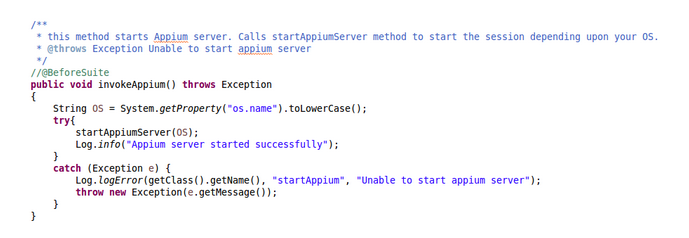 /**
 * this method starts Appium server. Calls startAppiumServer method to start the session depending upon your OS.
 * @throws Exception Unable to start appium server
 */
//@BeforeSuite
public void invokeAppium() throws Exception
{
    String OS = System.getProperty("os.name").toLowerCase();
    try{
        startAppiumServer(OS);
        Log.info("Appium server started successfully");
    }
    catch (Exception e) {
        Log.logError(getClass().getName(), "startAppium", "Unable to start appium server");
        throw new Exception(e.getMessage());
    }
}